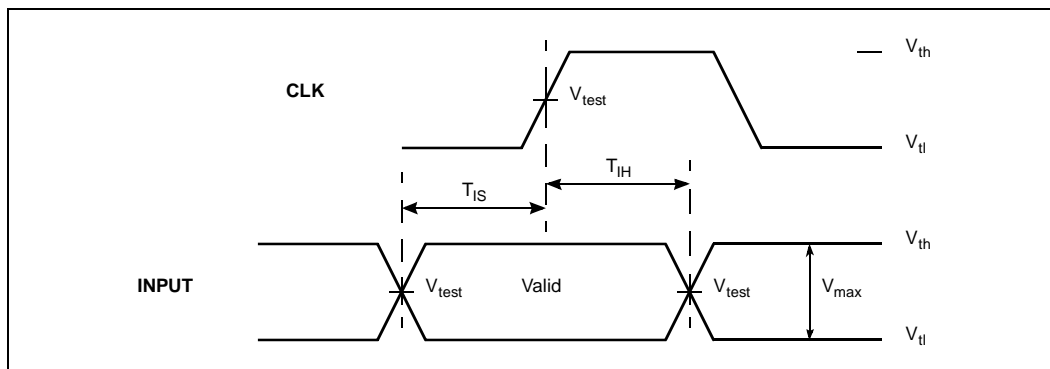 V_th
CLK
V_test
V_tl
T_IH
T_IS
V_th
INPUT
V_test
Valid
V_test
V_max
V_tl